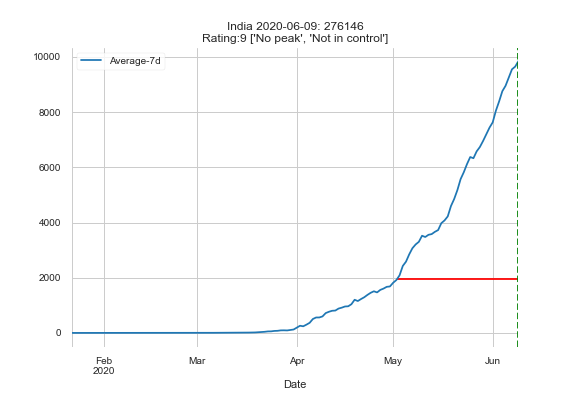 India 2020-06-09: 276146
Rating:9 ['No peak', 'Not in control']
Average-7d
10000
8000
6000
4000
2000
0
Feb
2020
Mar
Apr
May
Jun
Date